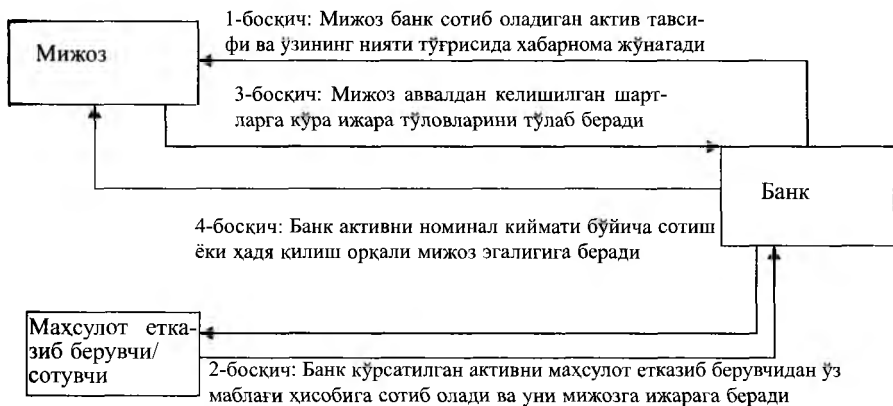 1-босқич: Мижоз банк сотиб оладиган актив тавси-
фи ва ўзининг нияти тўғрисида хабарнома жўнагади
Мижоз
3-босқич: Мижоз аввалдан келишилган шарт-
ларга кўра ижара тўловларини тўлаб беради
Банк
4-босқич: Банк активни номинал киймати бўйича сотиш
ёки ҳадя қилиш орқали мижоз эгалигига беради
Маҳсулот етка-
зиб берувчи/
сотувчи
2-босқич: Банк кўрсатилган активни маҳсулот етказиб берувчидан ўз
маблағи ҳисобига сотиб олади ва уни мижозга ижарага беради